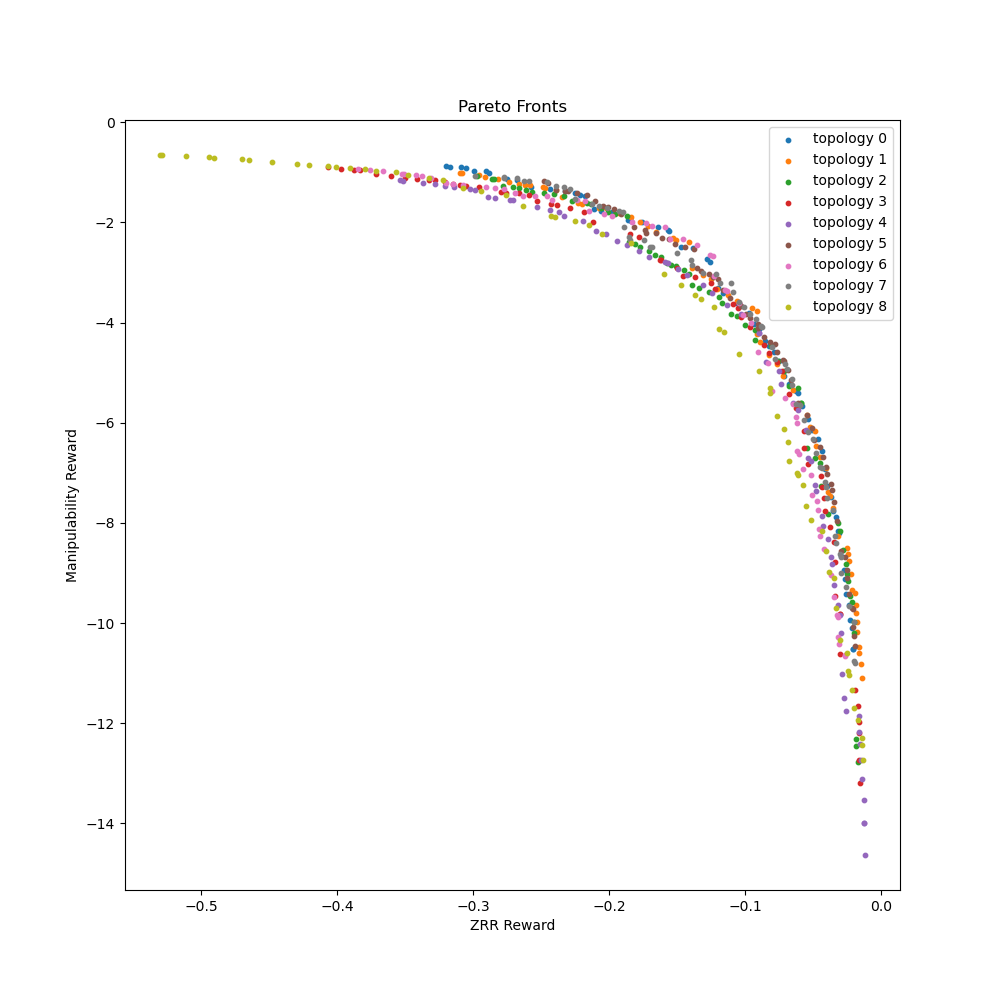 Pareto Fronts
0
−2
−4
−6
−8
−10
−12
−14
Manipulability Reward
−0.5
−0.4
−0.3
−0.2
−0.1
0.0
ZRR Reward
topology 0
topology 1
topology 2
topology 3
topology 4
topology 5
topology 6
topology 7
topology 8